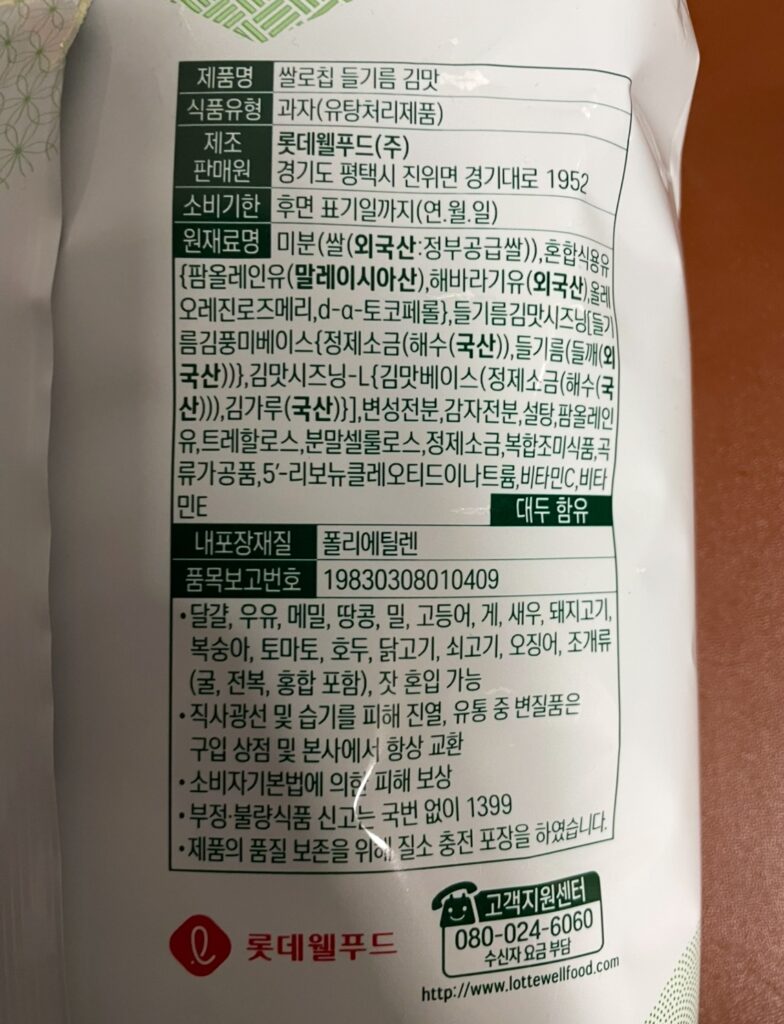 제품명 쌀로칩 들기름 김맛
식품유형 과자(유탕처리제품)
제조 판매원 롯데웰푸드(주)
경기도 평택시 진위면 경기대로 1952
소비기한 후면 표기일까지(연.월.일)
원재료명 미분(쌀(외국산:정부공급쌀)),혼합식용유
{팜올레인유(말레이시아산),해바라기유(외국산),올레
오레진로즈메리,d-α-토코페롤},들기름김맛시즈닝[들기
름김풍미베이스{정제소금(해수(국산)),들기름(들깨(외
국산))},김맛시즈닝-L{김맛베이스(정제소금(해수(국
산))),김가루(국산)}],변성전분,감자전분,설탕,팜올레인
유,트레할로스,분말셀룰로스,정제소금,복합조미식품,곡
류가공품,5'-리보뉴클레오티드이나트륨,비타민C,비타
민E 대두 함유
내포장재질 폴리에틸렌
품목보고번호 19830308010409
•달걀, 우유, 메밀, 땅콩, 밀, 고등어, 게, 새우, 돼지고기,
복숭아, 토마토, 호두, 닭고기, 쇠고기, 오징어, 조개류
(굴, 전복, 홍합 포함), 잣 혼입 가능
•직사광선 및 습기를 피해 진열, 유통 중 변질품은
구입 상점 및 본사에서 항상 교환
•소비자기본법에 의한 피해 보상
•부정·불량식품 신고는 국번 없이 1399
•제품의 품질 보존을 위해 질소 충전 포장을 하였습니다.
롯데웰푸드
고객지원센터
080-024-6060
수신자 요금 부담
http://www.lottewellfood.com